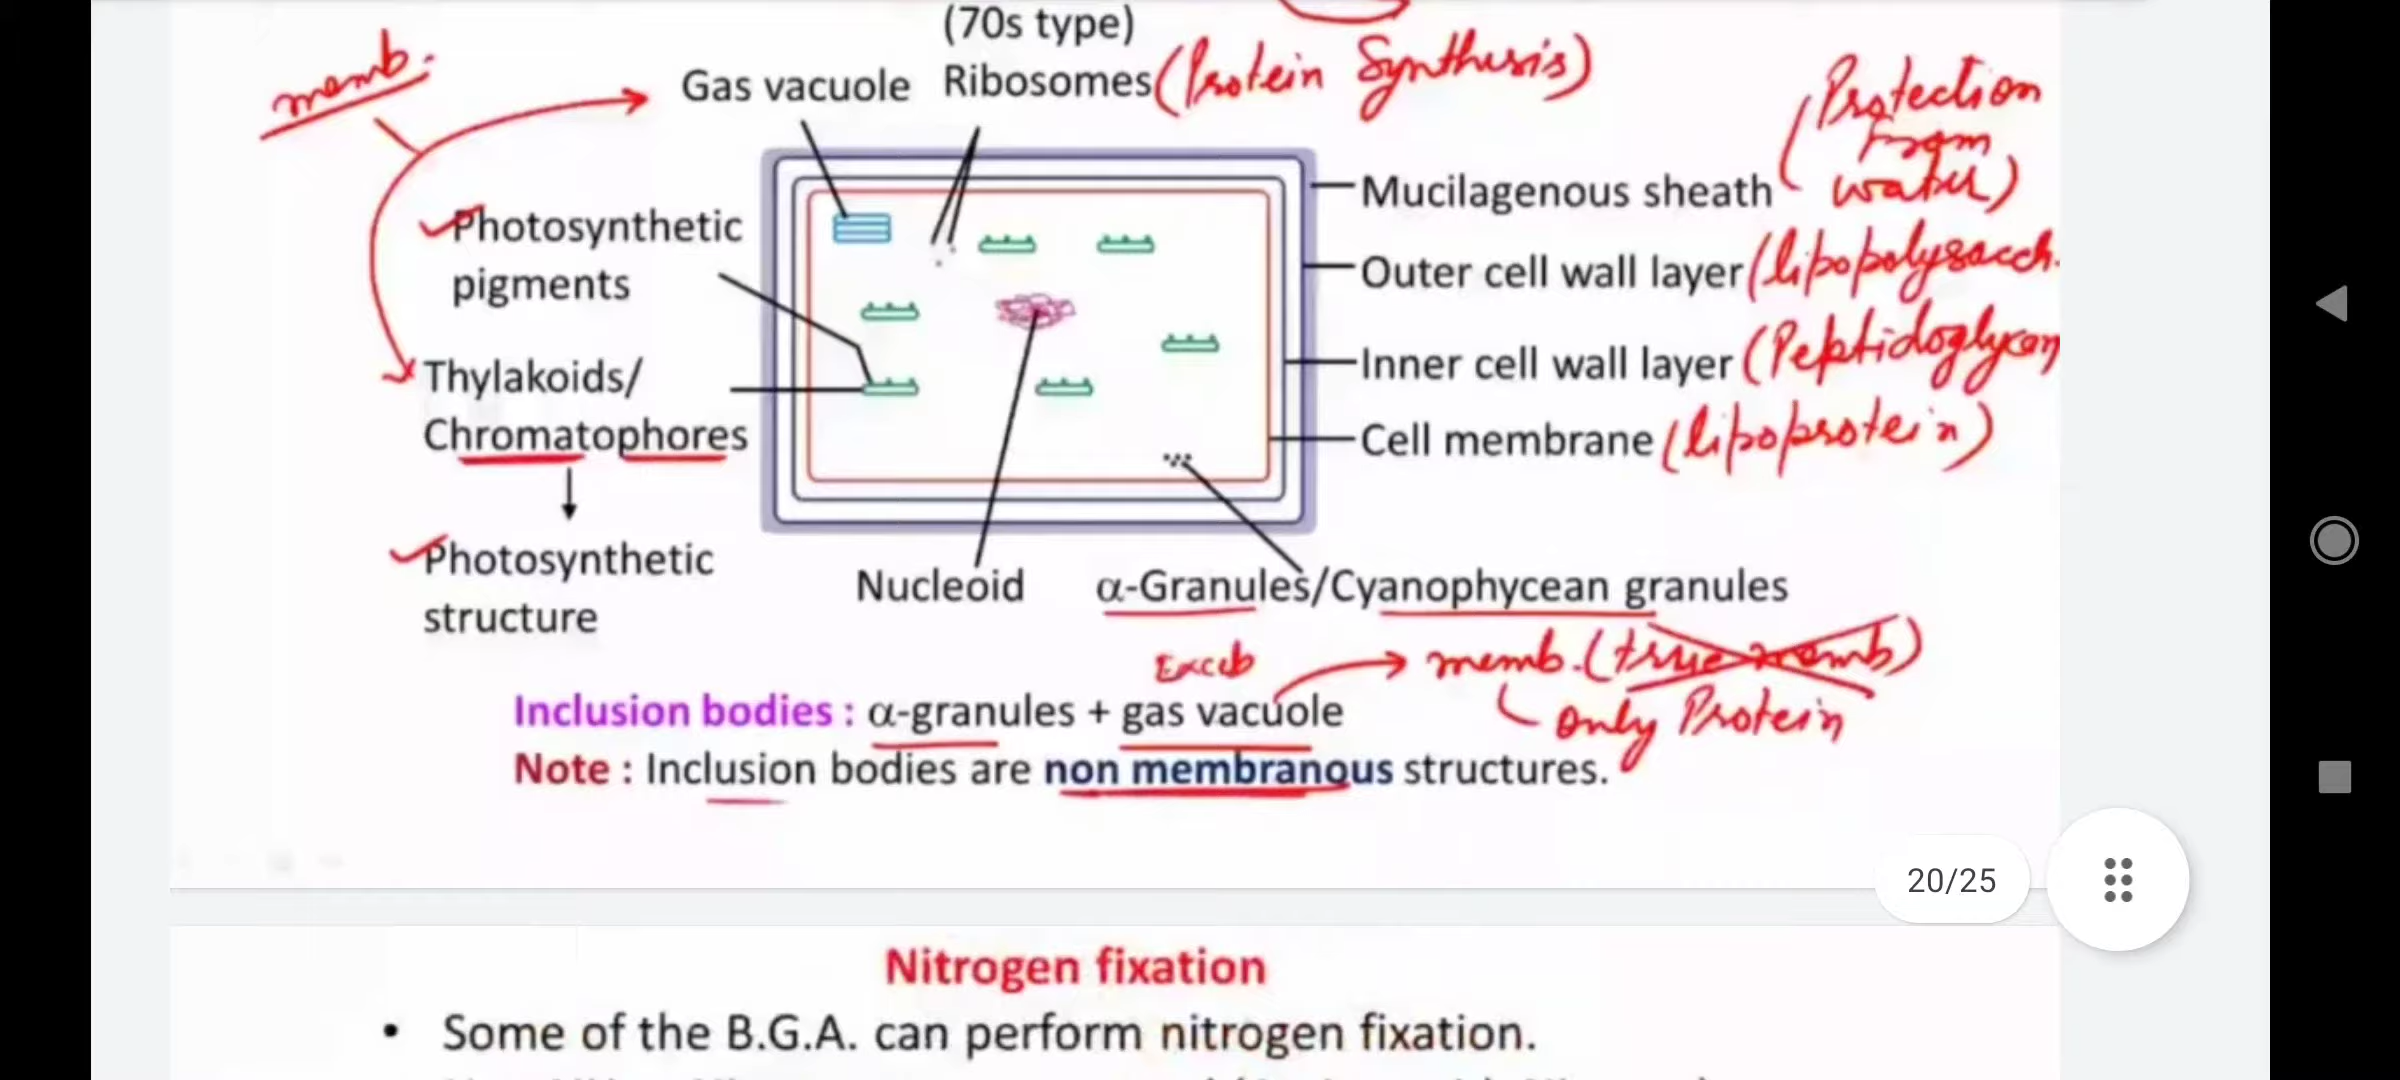 (70s type)
memb.
Gas vacuole Ribosomes (Protein Synthesis)
(Protection
from
water)
Mucilagenous sheath
Photosynthetic
pigments
Outer cell wall layer (lipopolysacch.
Thylakoids/
Inner cell wall layer (Peptidoglycan
Chromatophores
Cell membrane (lipoprotein)
Photosynthetic
structure
Nucleoid α-Granules/Cyanophycean granules
Excep memb. (true memb)
Inclusion bodies : α-granules + gas vacuole
only Protein
Note : Inclusion bodies are non membranous structures.
20/25
Nitrogen fixation
• Some of the B.G.A. can perform nitrogen fixation.